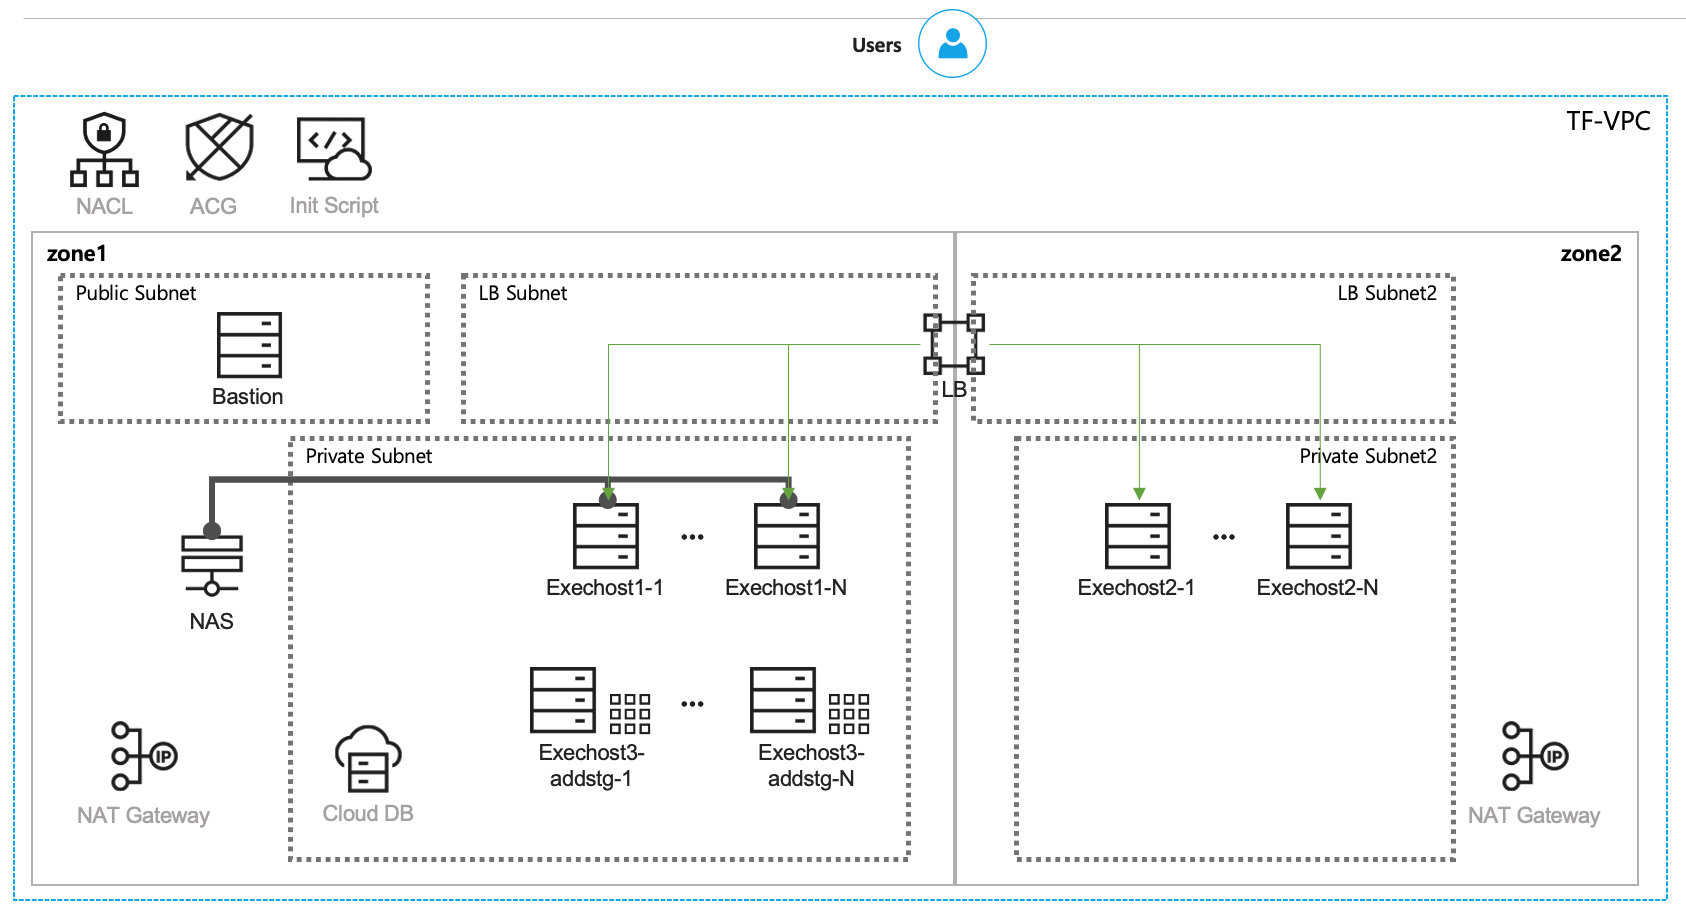 Users
TF-VPC
NACL
ACG
Init Script
zone1
zone2
Public Subnet
LB Subnet
LB Subnet2
Bastion
LB
Private Subnet
Private Subnet2
Exechost1-1
...
Exechost1-N
Exechost2-1
...
Exechost2-N
NAS
Exechost3-
addstg-1
...
Exechost3-
addstg-N
IP
NAT Gateway
Cloud DB
IP
NAT Gateway